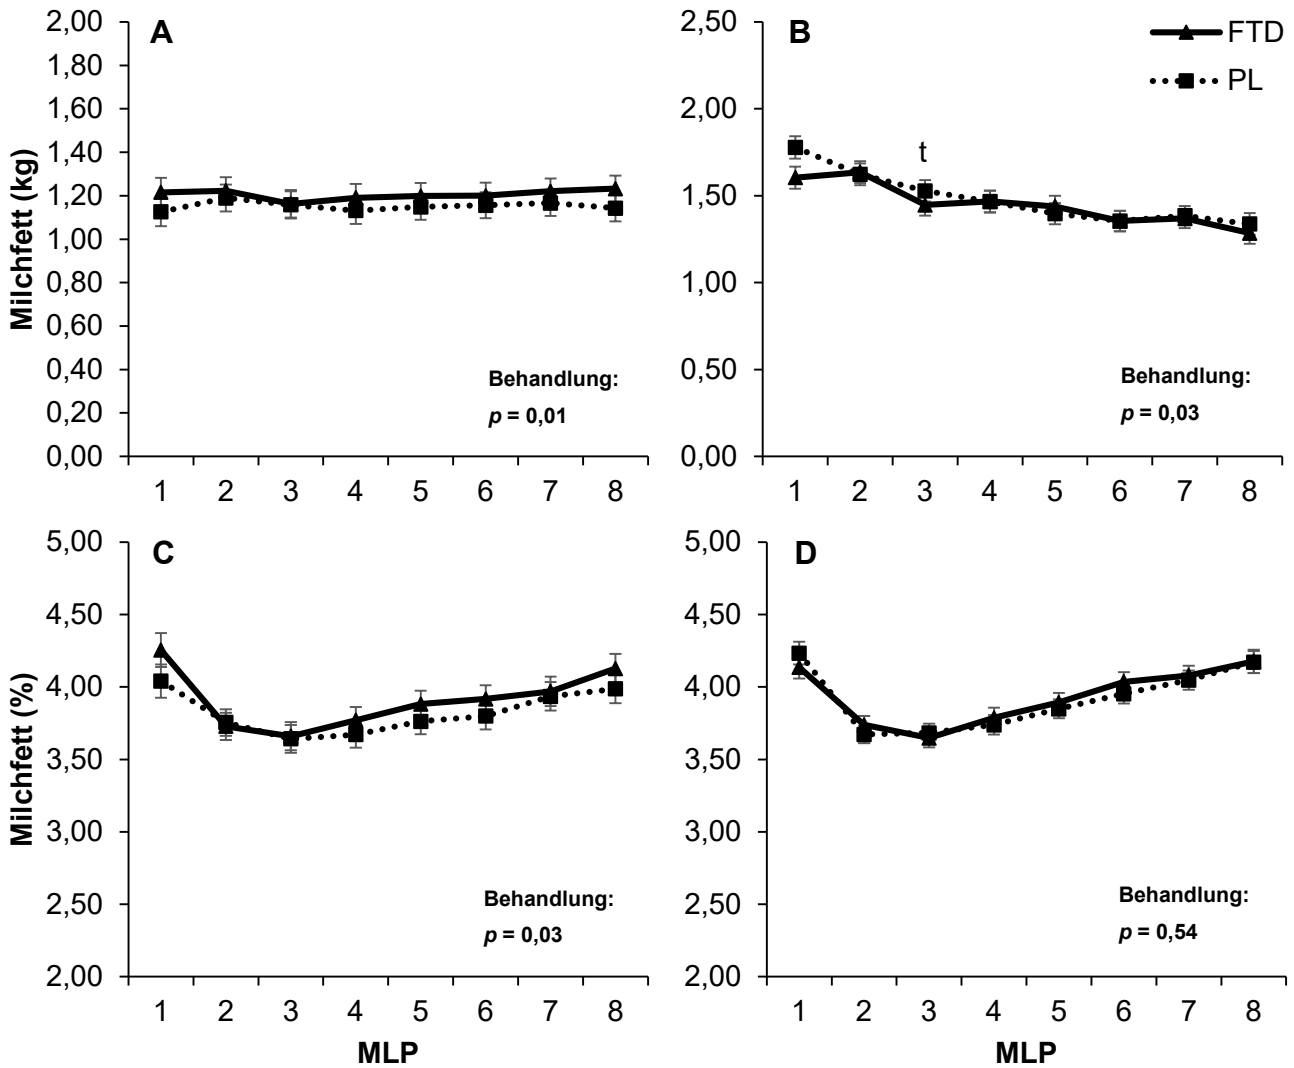 A
Milchfett (kg)
2,00
1,80
1,60
1,40
1,20
1,00
0,80
0,60
0,40
0,20
0,00
Behandlung:
p = 0,01
1 2 3 4 5 6 7 8
B
FTD
PL
2,50
2,00
1,50
1,00
0,50
0,00
t
Behandlung:
p = 0,03
1 2 3 4 5 6 7 8
C
Milchfett (%)
5,00
4,50
4,00
3,50
3,00
2,50
2,00
Behandlung:
p = 0,03
1 2 3 4 5 6 7 8
MLP
D
5,00
4,50
4,00
3,50
3,00
2,50
2,00
Behandlung:
p = 0,54
1 2 3 4 5 6 7 8
MLP